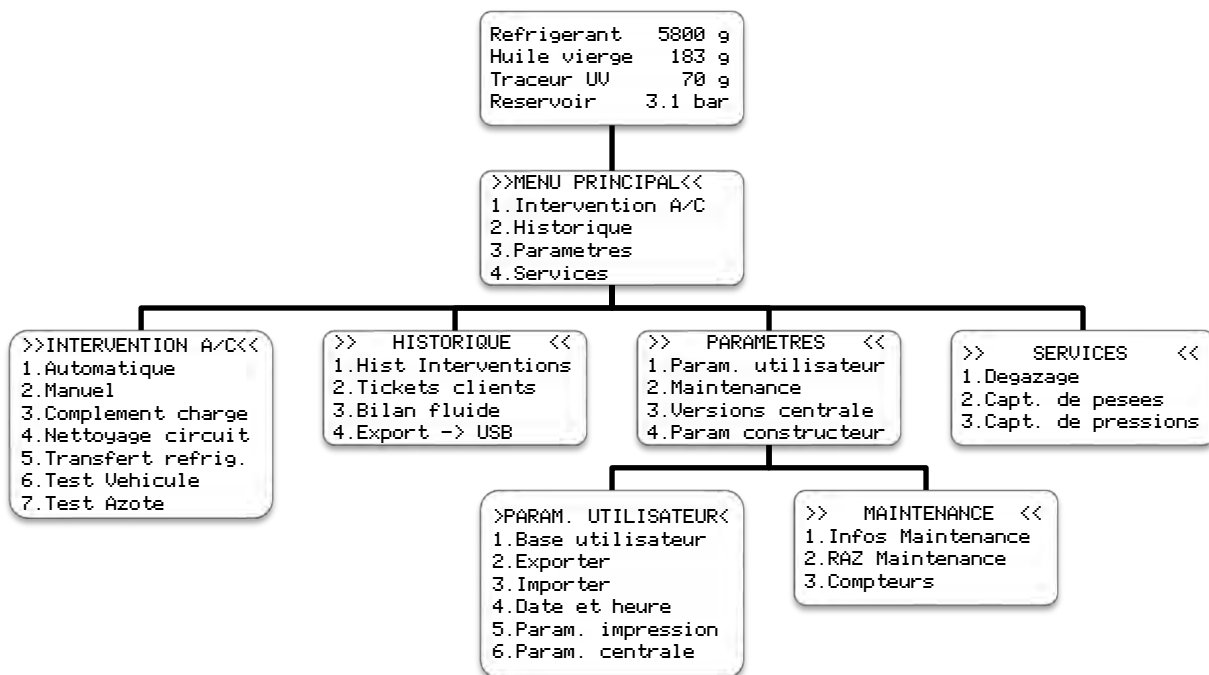 Refrigerant 5800 g
Huile vierge 183 g
Traceur UV 70 g
Reservoir 3.1 bar
>>MENU PRINCIPAL<<
1.Intervention A/C
2.Historique
3.Parametres
4.Services
>>INTERVENTION A/C<<
1.Automatique
2.Manuel
3.Complement charge
4.Nettoyage circuit
5.Transfert refrig.
6.Test Vehicule
7.Test Azote
>> HISTORIQUE <<
1.Hist Interventions
2.Tickets clients
3.Bilan fluide
4.Export -> USB
>> PARAMETRES <<
1.Param. utilisateur
2.Maintenance
3.Versions centrale
4.Param constructeur
>> SERVICES <<
1.Degazage
2.Capt. de pesees
3.Capt. de pressions
>PARAM. UTILISATEUR<
1.Base utilisateur
2.Exporter
3.Importer
4.Date et heure
5.Param. impression
6.Param. centrale
>> MAINTENANCE <<
1.Infos Maintenance
2.RAZ Maintenance
3.Compteurs